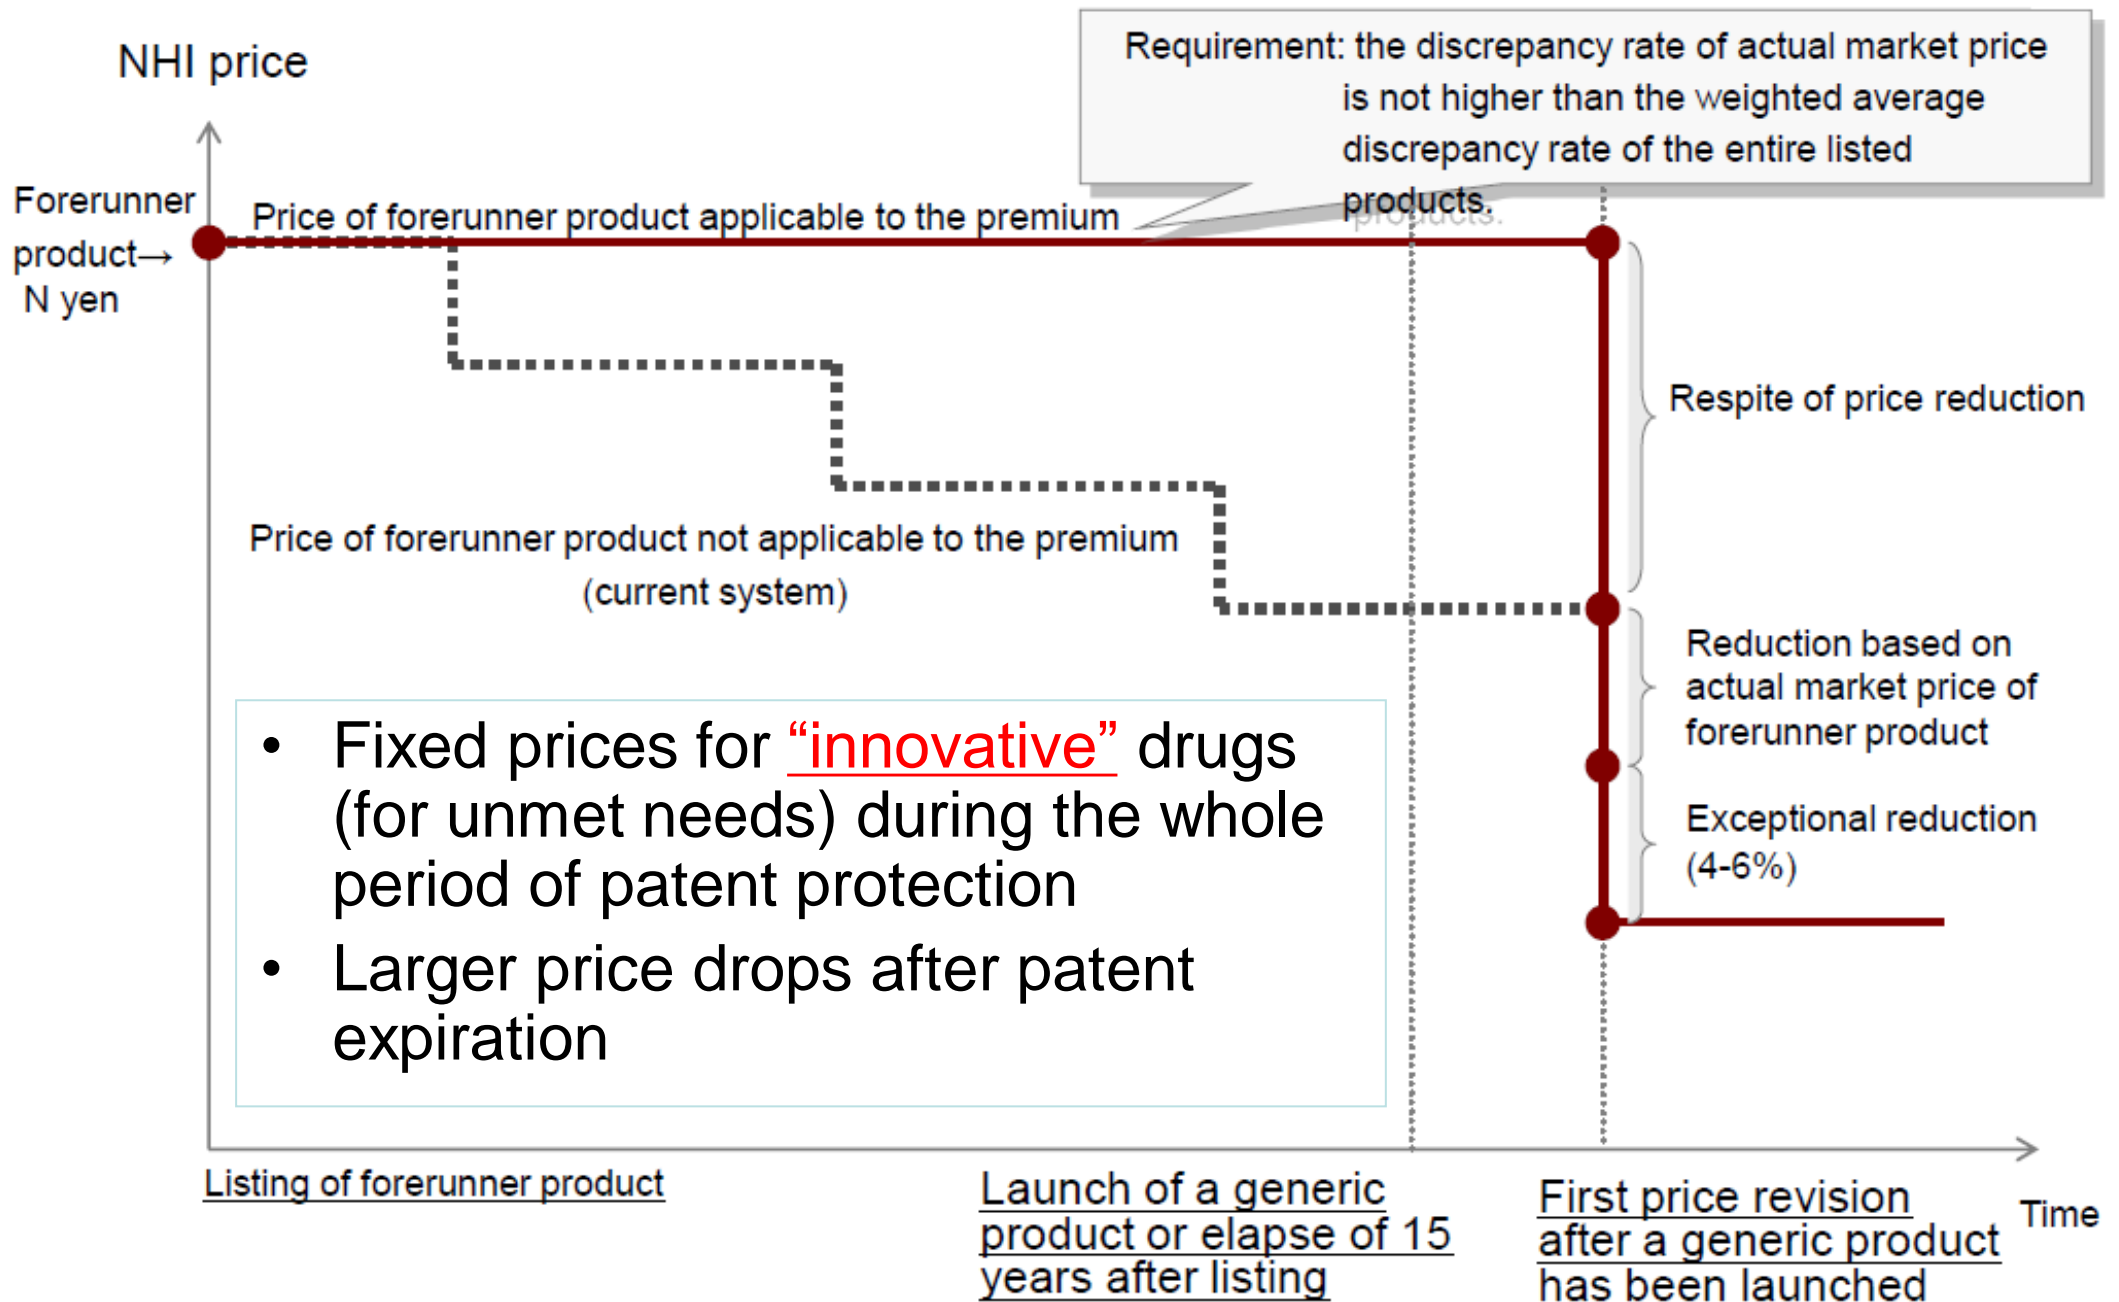 NHI price
Requirement: the discrepancy rate of actual market price
is not higher than the weighted average
discrepancy rate of the entire listed
products.
Forerunner
product→
N yen
Price of forerunner product applicable to the premium
Respite of price reduction
Price of forerunner product not applicable to the premium
(current system)
Reduction based on
actual market price of
forerunner product
Exceptional reduction
(4-6%)
• Fixed prices for “innovative” drugs
(for unmet needs) during the whole
period of patent protection
• Larger price drops after patent
expiration
Listing of forerunner product
Launch of a generic
product or elapse of 15
years after listing
First price revision
after a generic product
has been launched
Time